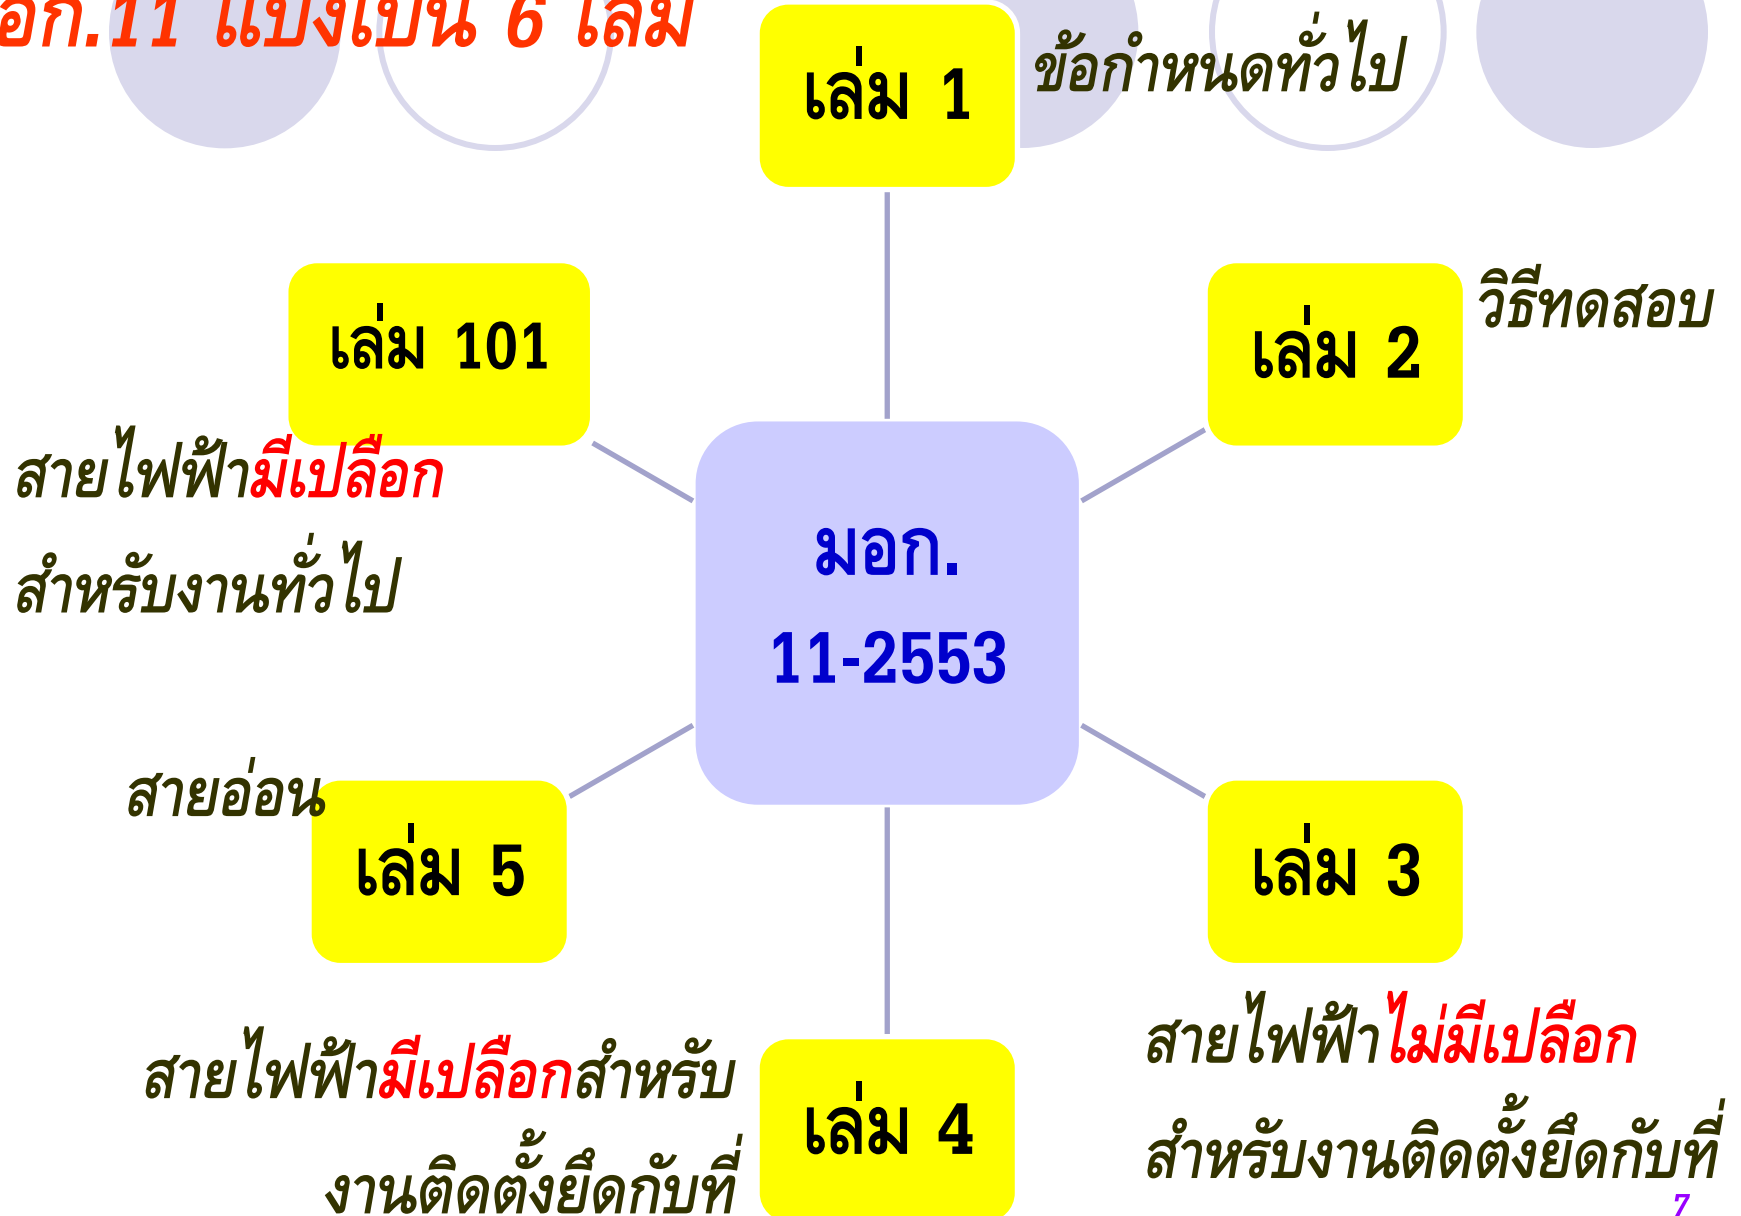 อก.11 แบ่งเป็น 6 เล่ม
เล่ม 1
ข้อกำหนดทั่วไป
เล่ม 2
วิธีทดสอบ
เล่ม 101
สายไฟฟ้ามีเปลือก
สำหรับงานทั่วไป
มอก.
11-2553
สายอ่อน
เล่ม 5
เล่ม 3
สายไฟฟ้าไม่มีเปลือก
สำหรับงานติดตั้งยึดกับที่
สายไฟฟ้ามีเปลือกสำหรับ
งานติดตั้งยึดกับที่
เล่ม 4
7